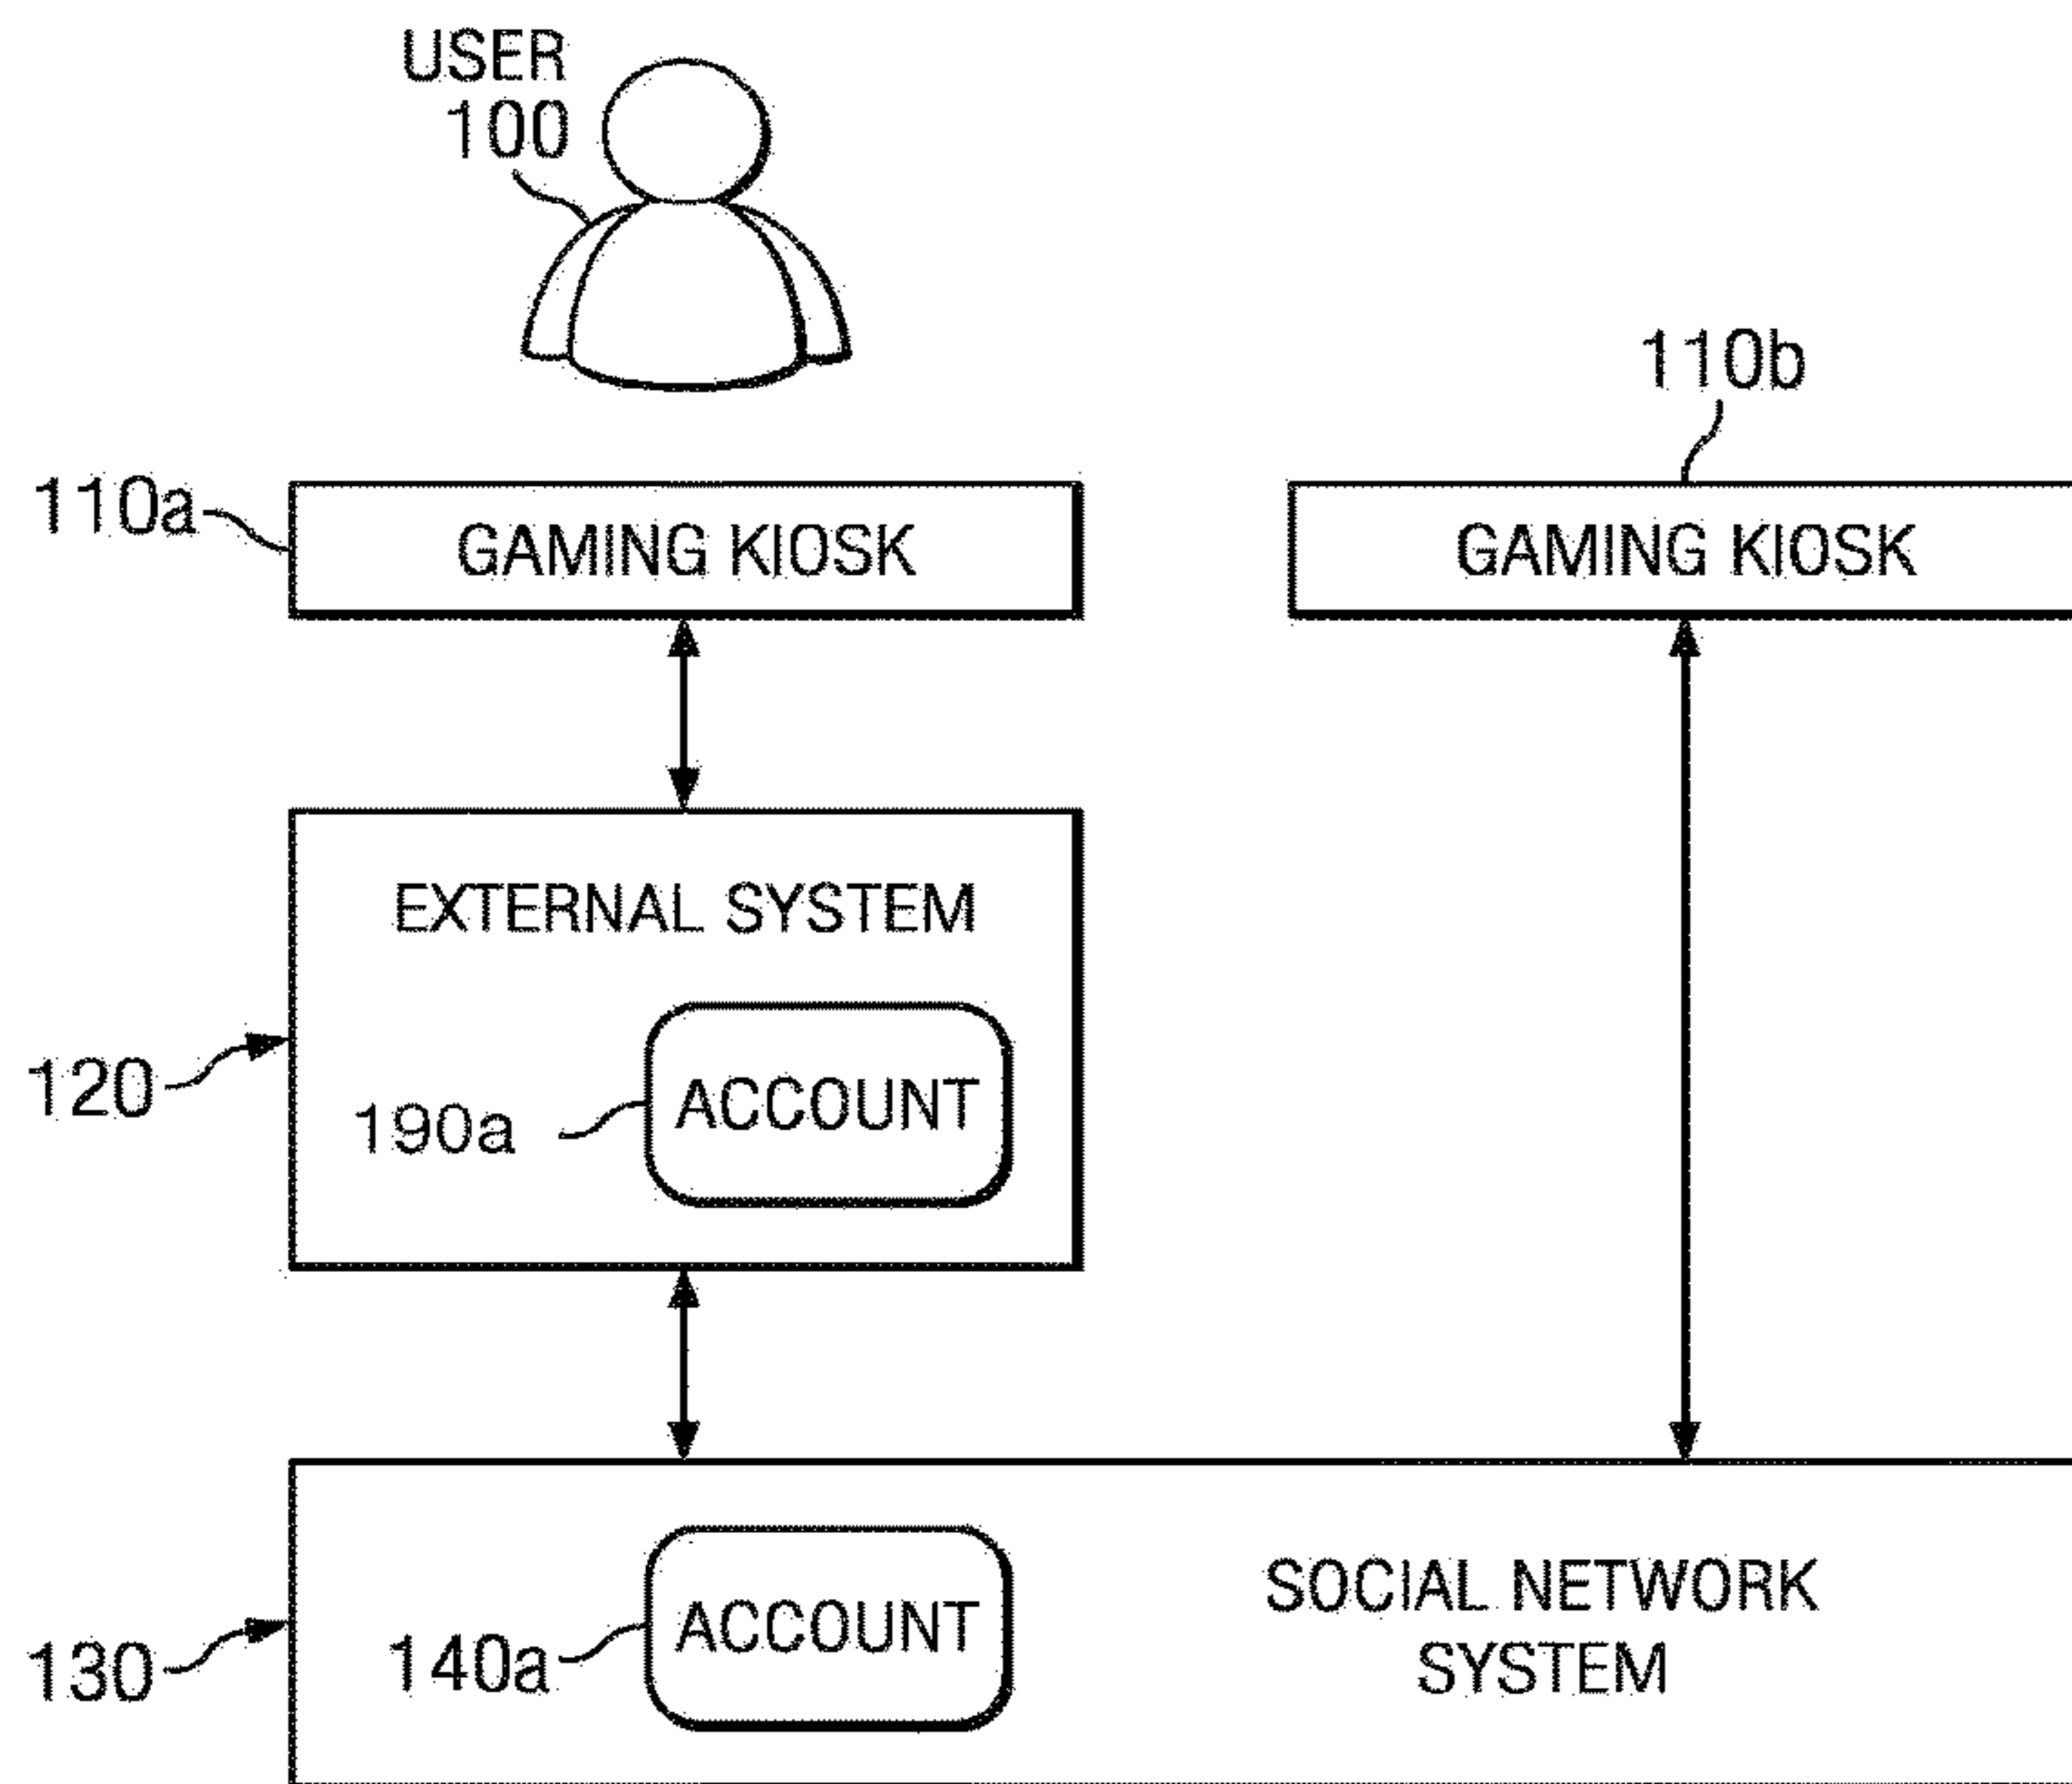 USER
100
110b
110a
GAMING KIOSK
GAMING KIOSK
EXTERNAL SYSTEM
120
190a
ACCOUNT
130
140a
ACCOUNT
SOCIAL NETWORK
SYSTEM